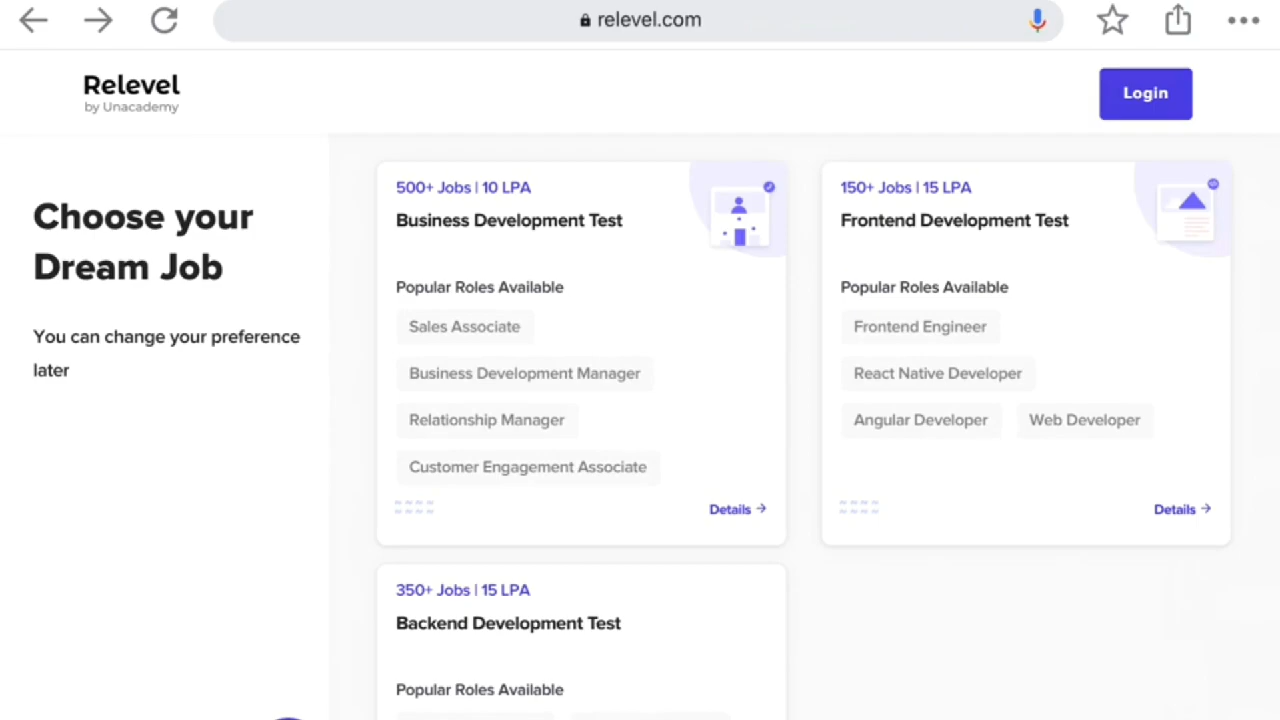 relevel.com
Relevel
by Unacademy
Login
Choose your
Dream Job
You can change your preference
later
500+ Jobs | 10 LPA
Business Development Test
Popular Roles Available
Sales Associate
Business Development Manager
Relationship Manager
Customer Engagement Associate
Details
150+ Jobs | 15 LPA
Frontend Development Test
Popular Roles Available
Frontend Engineer
React Native Developer
Angular Developer Web Developer
Details
350+ Jobs | 15 LPA
Backend Development Test
Popular Roles Available